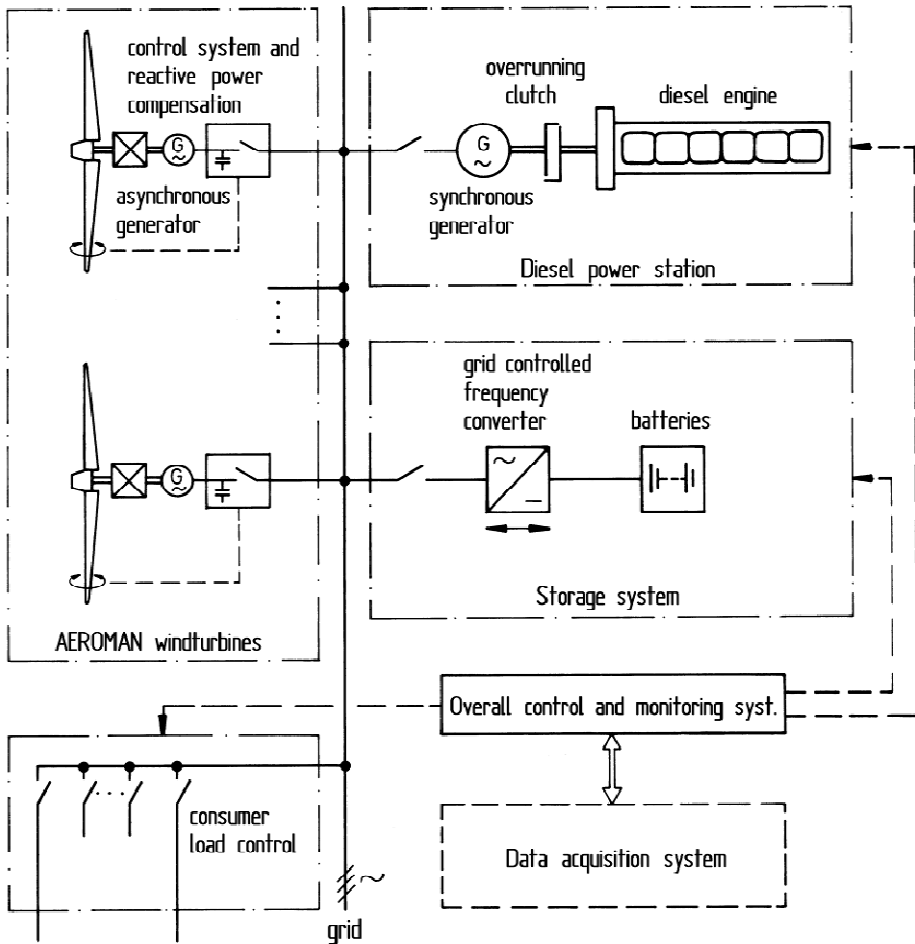 control system and
reactive power
compensation
G
~
asynchronous
generator
overrunning
clutch
diesel engine
G
~
synchronous
generator
Diesel power station
grid controlled
frequency
converter
batteries
~
G
~
Storage system
AEROMAN windturbines
Overall control and monitoring syst.
consumer
load control
Data acquisition system
~
grid